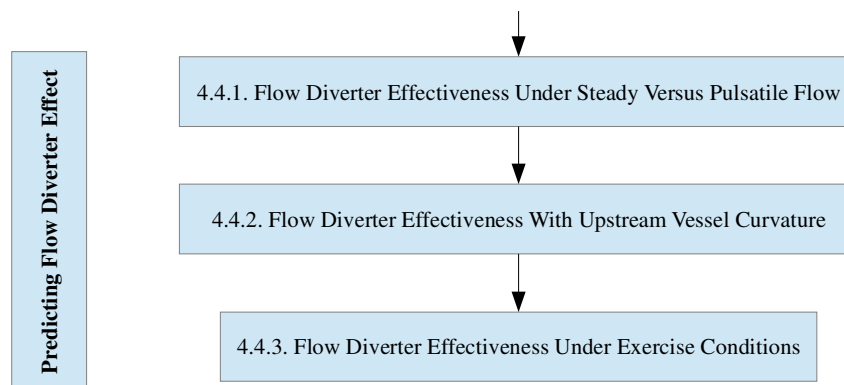 Predicting Flow Diverter Effect
4.4.1. Flow Diverter Effectiveness Under Steady Versus Pulsatile Flow
4.4.2. Flow Diverter Effectiveness With Upstream Vessel Curvature
4.4.3. Flow Diverter Effectiveness Under Exercise Conditions